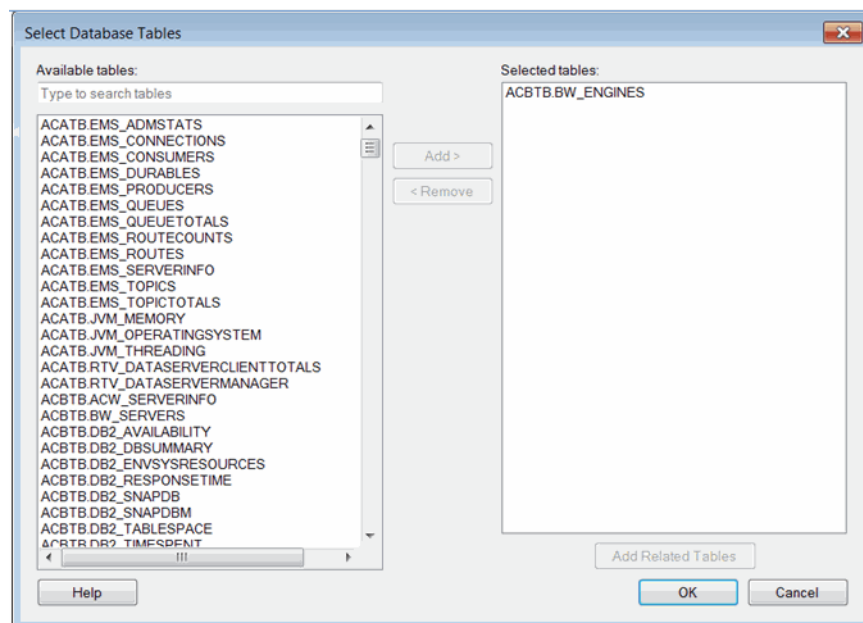 Select Database Tables
Available tables:
Type to search tables
ACATB.EMS_ADMSTATS
ACATB.EMS_CONNECTIONS
ACATB.EMS_CONSUMERS
ACATB.EMS_DURABLES
ACATB.EMS_PRODUCERS
ACATB.EMS_QUEUES
ACATB.EMS_QUEUETOTALS
ACATB.EMS_ROUTECOUNTS
ACATB.EMS_ROUTES
ACATB.EMS_SERVERINFO
ACATB.EMS_TOPICS
ACATB.EMS_TOPICTOTALS
ACATB.JVM_MEMORY
ACATB.JVM_OPERATINGSYSTEM
ACATB.JVM_THREADING
ACATB.RTV_DATASERVERCLIENTTOTALS
ACATB.RTV_DATASERVERMANAGER
ACBTB.ACW_SERVERINFO
ACBTB.BW_SERVERS
ACBTB.DB2_AVAILABILITY
ACBTB.DB2_DBSUMMARY
ACBTB.DB2_ENVSYSRESOURCES
ACBTB.DB2_RESPONSETIME
ACBTB.DB2_SNAPDB
ACBTB.DB2_SNAPDBM
ACBTB.DB2_TABLESPACE
ACBTB.DB2_TIMESPENT
Add >
< Remove
Selected tables:
ACBTB.BW_ENGINES
Add Related Tables
Help
OK
Cancel